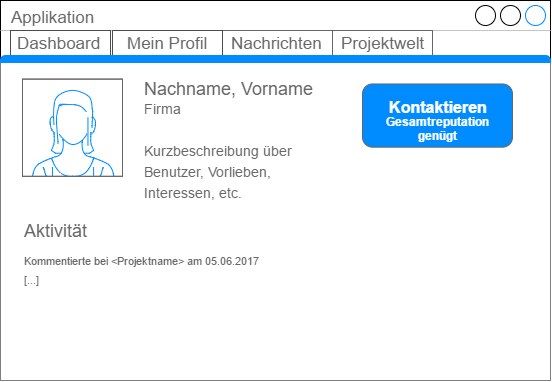 Applikation
Dashboard
Mein Profil
Nachrichten
Projektwelt
Nachname, Vorname
Firma
Kontaktieren
Gesamtreputation
genügt
Kurzbeschreibung über
Benutzer, Vorlieben,
Interessen, etc.
Aktivität
Kommentierte bei <Projektname> am 05.06.2017
[...]